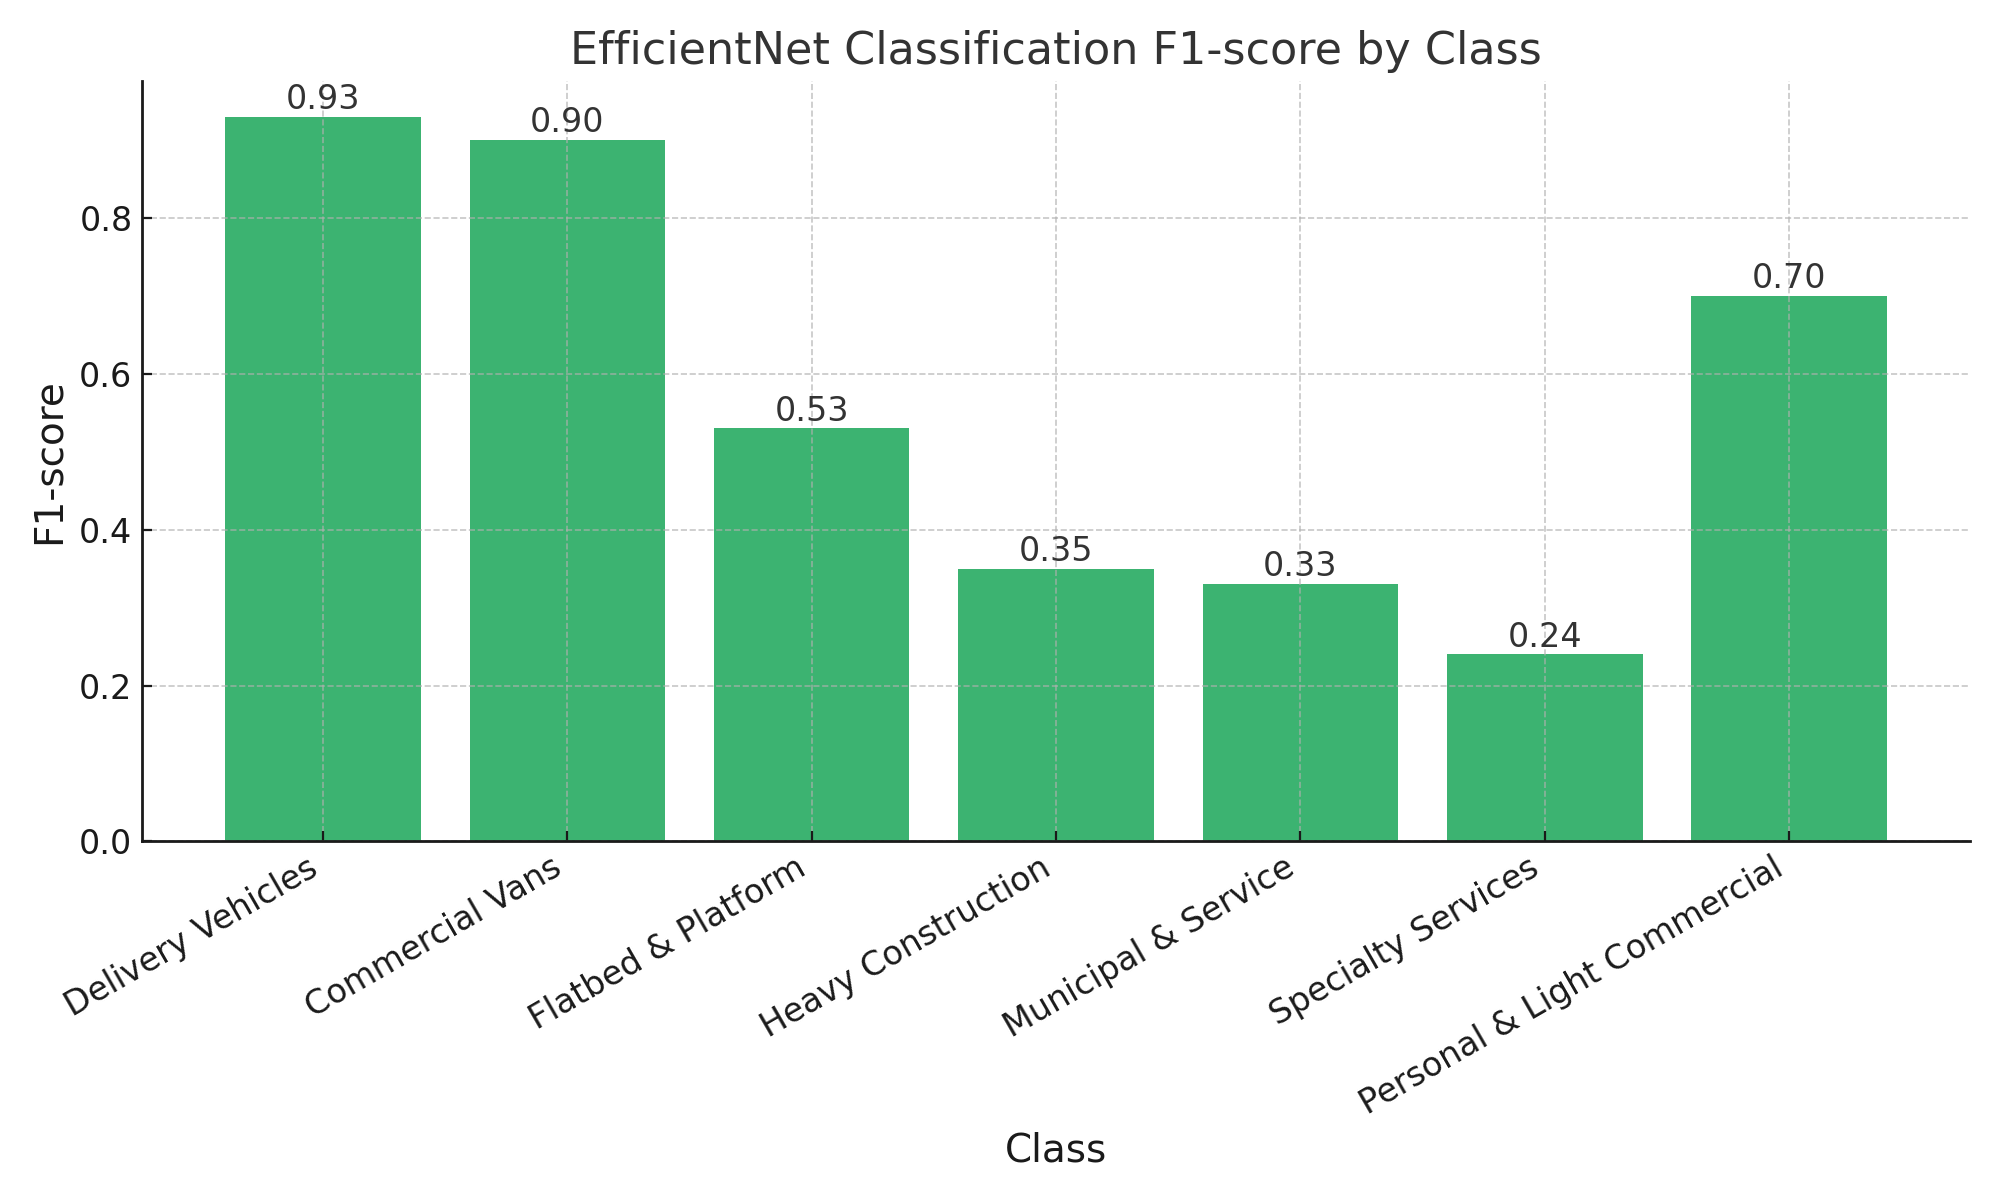 EfficientNet Classification F1-score by Class
0.93
0.90
0.53
0.35
0.33
0.24
0.70
F1-score
0.8
0.6
0.4
0.2
0.0
Delivery Vehicles
Commercial Vans
Flatbed & Platform
Heavy Construction
Municipal & Service
Specialty Services
Personal & Light Commercial
Class